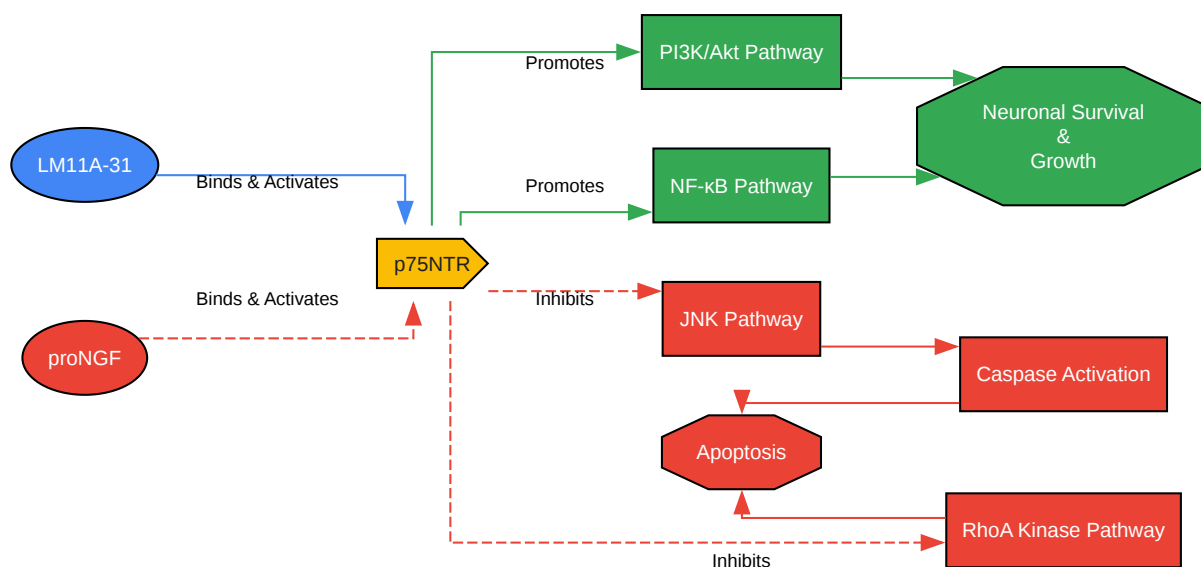 PI3K/Akt Pathway
Promotes
Neuronal Survival
&
Growth
LM11A-31
Binds & Activates
Promotes
NF-κB Pathway
p75NTR
Binds & Activates
Inhibits
JNK Pathway
proNGF
Caspase Activation
Apoptosis
RhoA Kinase Pathway
Inhibits